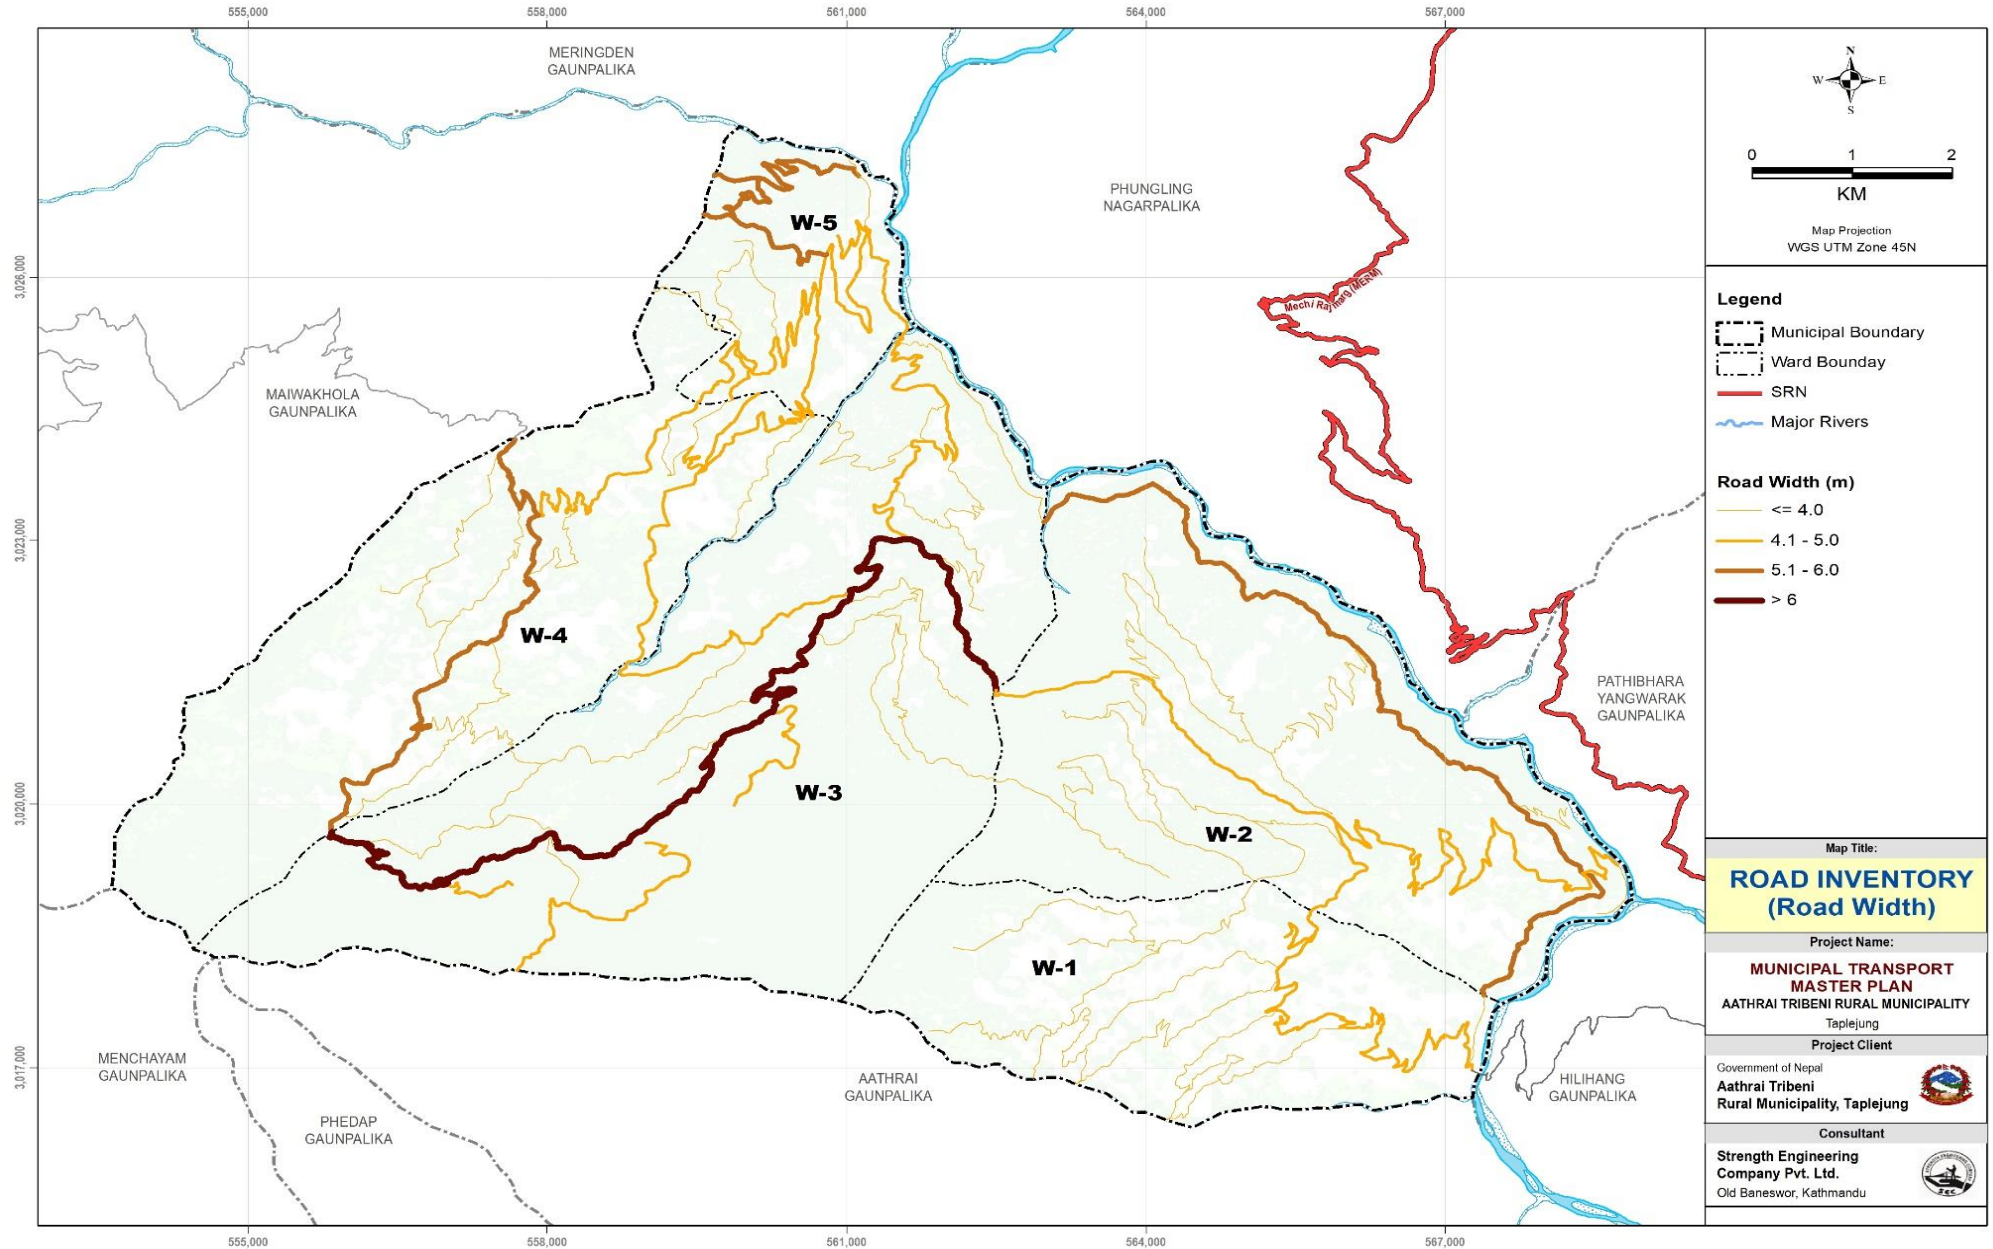 555,000
558,000
561,000
564,000
567,000
MERINGDEN
GAUNPALIKA
PHUNGLING
NAGARPALIKA
W-5
3,026,000
Mechi Rajmarg (MERM)
MAIWAKHOLA
GAUNPALIKA
3,023,000
W-4
PATHIBHARA
YANGWARAK
GAUNPALIKA
W-3
3,020,000
W-2
W-1
3,017,000
MENCHAYAM
GAUNPALIKA
PHEDAP
GAUNPALIKA
AATHRAI
GAUNPALIKA
HILIHANG
GAUNPALIKA
555,000
558,000
561,000
564,000
567,000
N
W
E
S
0
1
2
KM
Map Projection
WGS UTM Zone 45N
Legend
Municipal Boundary
Ward Bounday
SRN
Major Rivers
Road Width (m)
<= 4.0
4.1 - 5.0
5.1 - 6.0
> 6
Map Title:
ROAD INVENTORY
(Road Width)
Project Name:
MUNICIPAL TRANSPORT
MASTER PLAN
AATHRAI TRIBENI RURAL MUNICIPALITY
Taplejung
Project Client
Government of Nepal
Aathrai Tribeni
Rural Municipality, Taplejung
Consultant
Strength Engineering
Company Pvt. Ltd.
Old Baneswor, Kathmandu